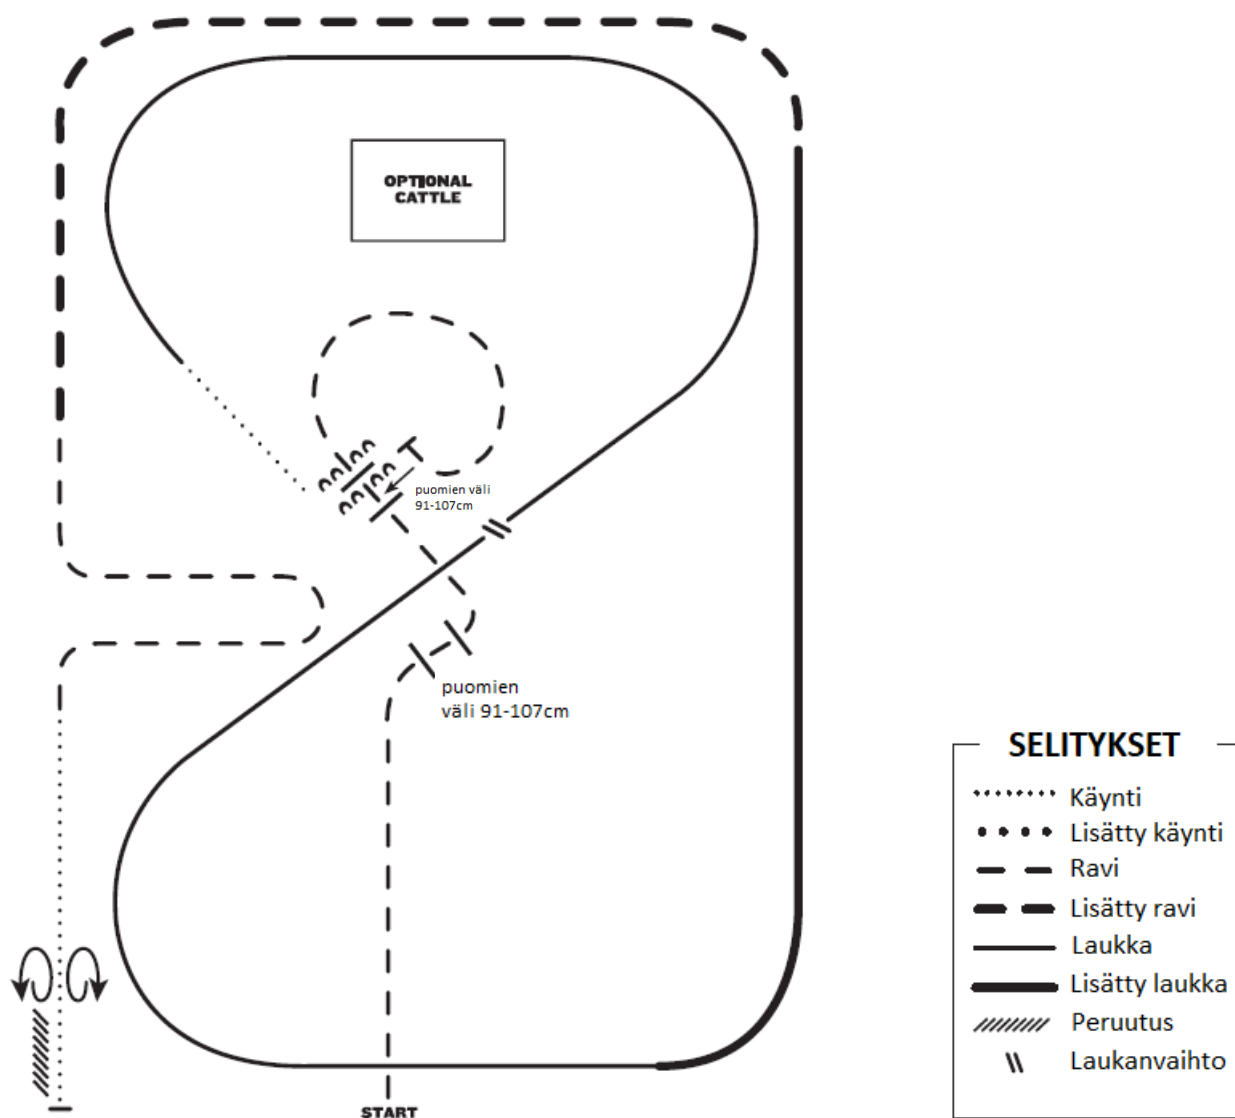 OPTIONAL
CATTLE
puomien väli
91-107cm
puomien
väli 91-107cm
START
SELITYKSET
Käynti
Lisätty käynti
Ravi
Lisätty ravi
Laukka
Lisätty laukka
Peruutus
Laukanvaihto